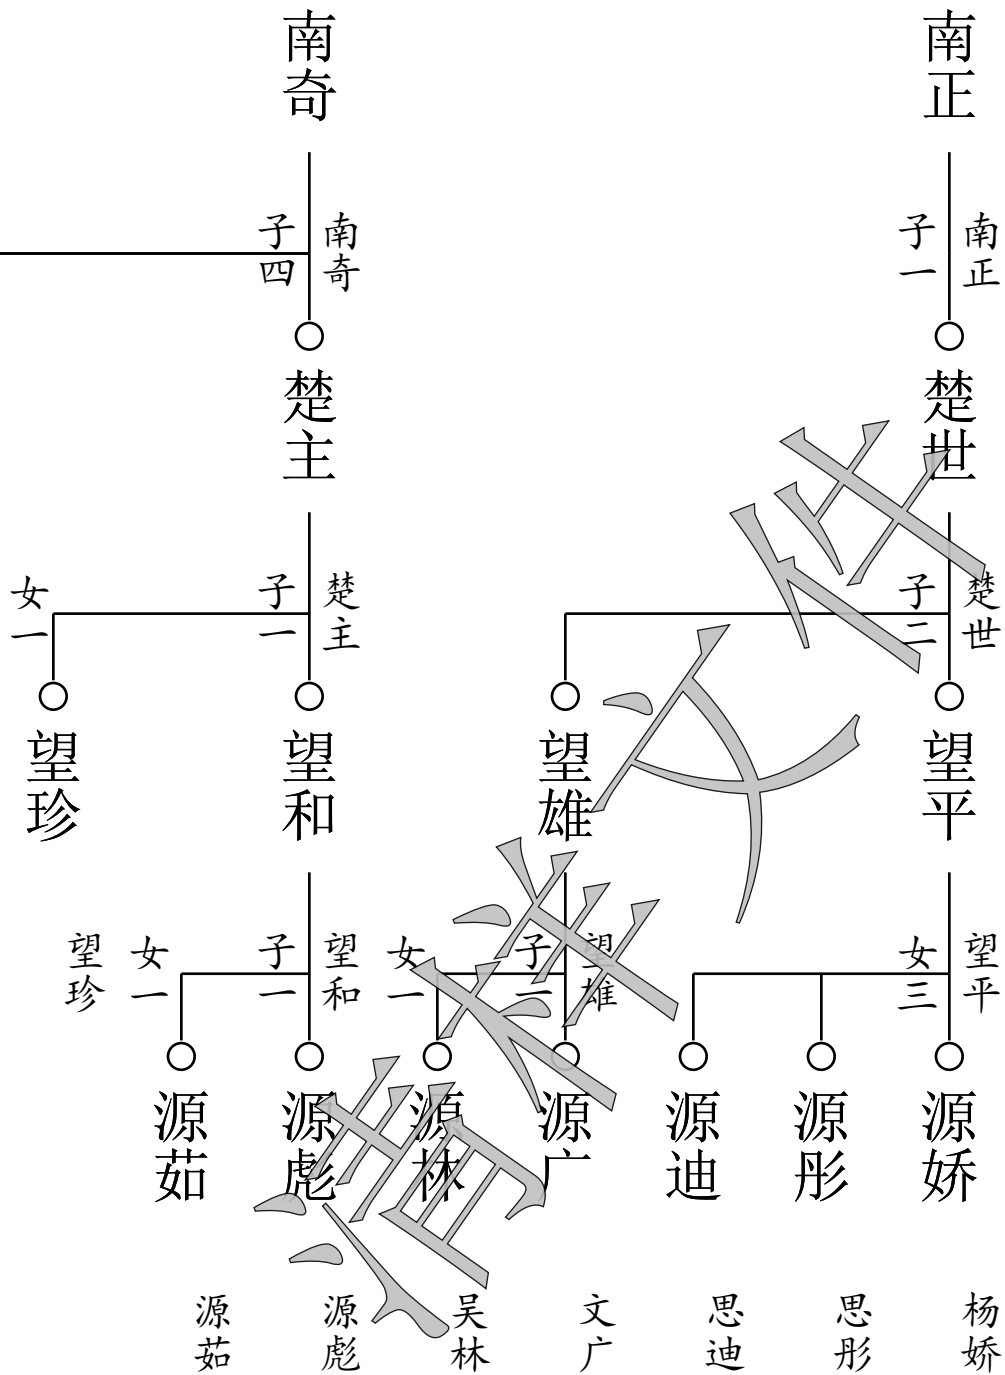 南正
南奇
南正
子一
南奇
子四
楚世
楚主
楚世
子二
楚主
子一
女一
望平
望雄
望和
望珍
望平
女三
望雄
子一
女一
望和
子一
女一
望珍
源娇
源彤
源迪
源广
源林
源彪
源茹
杨娇
思彤
思迪
文广
吴林
源彪
源茹
清样文件